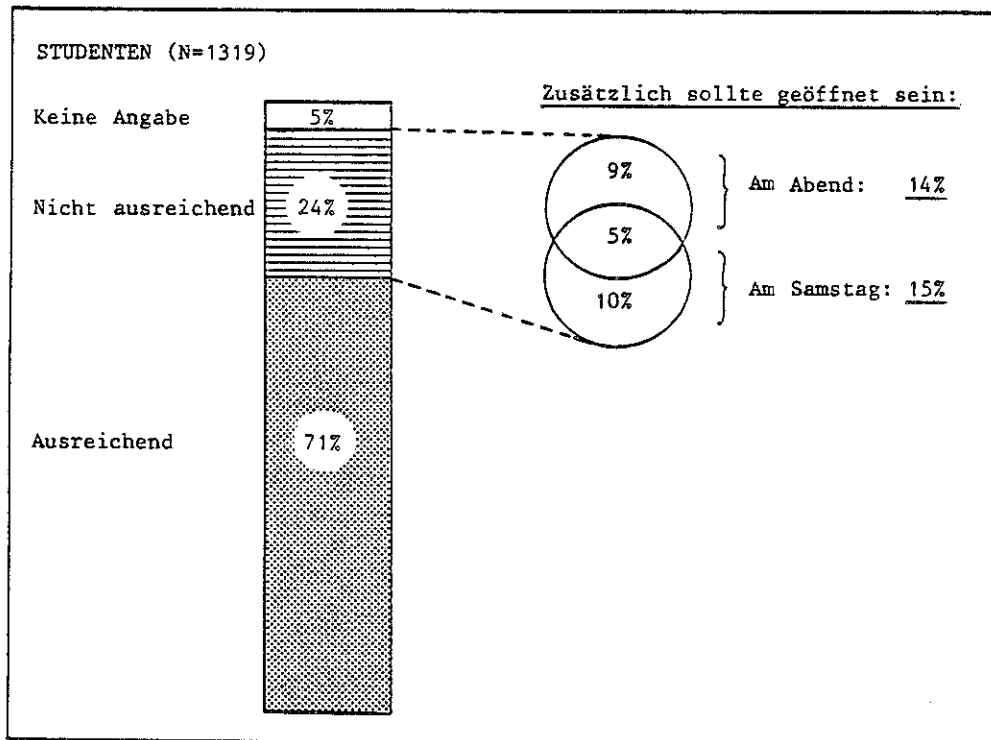 STUDENTEN (N=1319)
Zusätzlich sollte geöffnet sein:
Keine Angabe 5%
9%
Am Abend: 14%
Nicht ausreichend 24%
5%
Am Samstag: 15%
10%
Ausreichend 71%